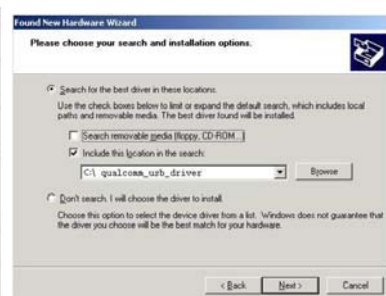 Found New Hardware Wizard
Please choose your search and installation options.
Search for the best driver in these locations.
Use the check boxes below to limit or expand the default search, which includes local
paths and removable media. The best driver found will be installed.
Search removable media (floppy, CD-ROM...)
Include this location in the search:
C:\ qualcomm_usb_driver
Browse
Don't search. I will choose the driver to install.
Choose this option to select the device driver from a list. Windows does not guarantee that
the driver you choose will be the best match for your hardware.
< Back
Next >
Cancel